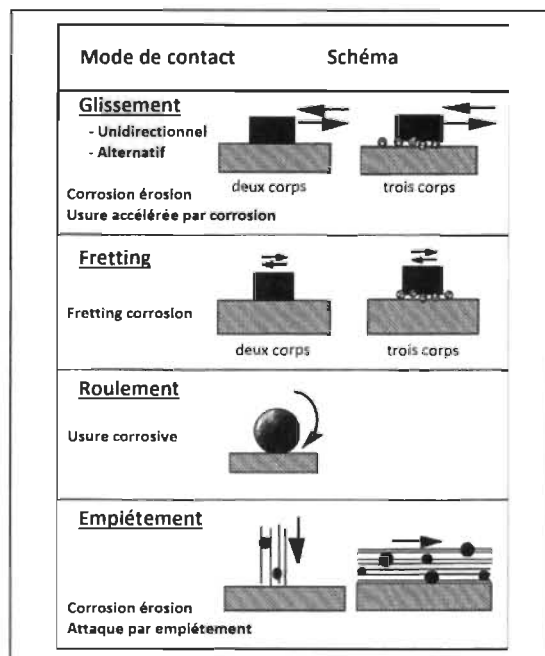 Mode de contact Schéma
Glissement
- Unidirectionnel
- Alternatif
deux corps trois corps
Corrosion érosion
Usure accélérée par corrosion
Fretting
Fretting corrosion
deux corps trois corps
Roulement
Usure corrosive
Empiétement
Corrosion érosion
Attaque par empiétement